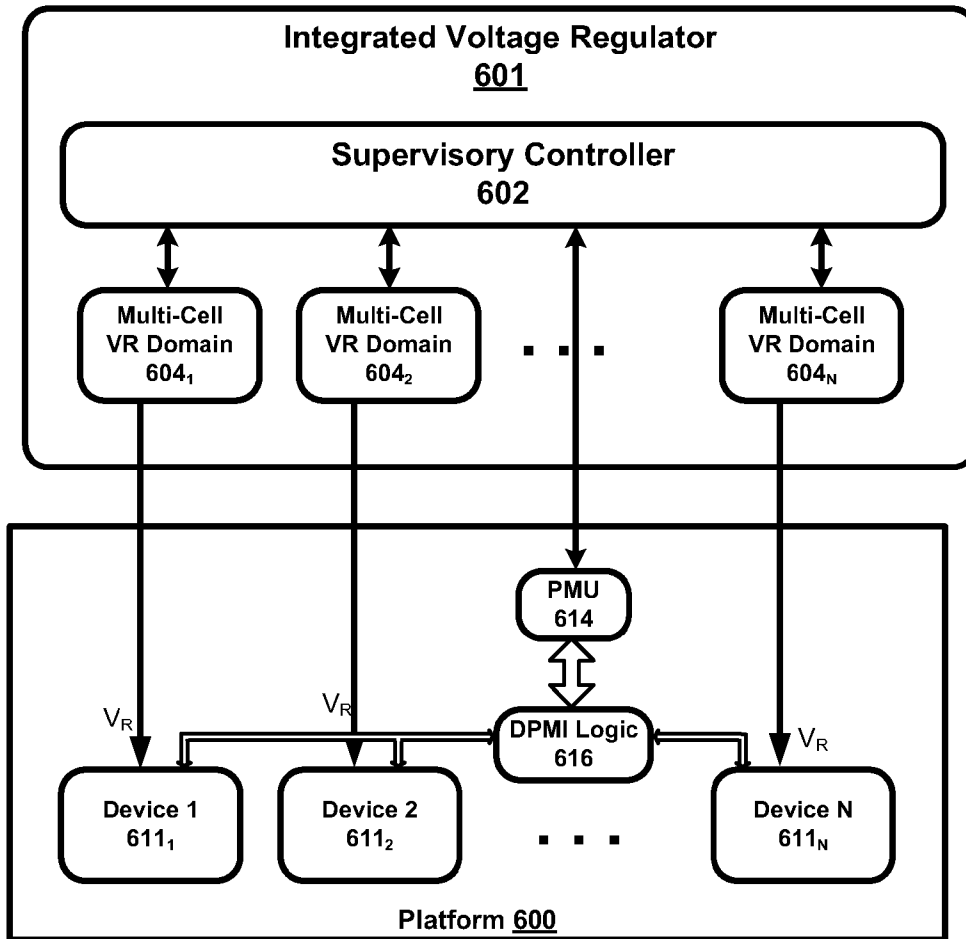 Integrated Voltage Regulator
601
Supervisory Controller
602
Multi-Cell
VR Domain
604₁
Multi-Cell
VR Domain
604₂
. . .
Multi-Cell
VR Domain
604N
PMU
614
DPMI Logic
616
VR
VR
VR
Device 1
611₁
Device 2
611₂
. . .
Device N
611N
Platform 600